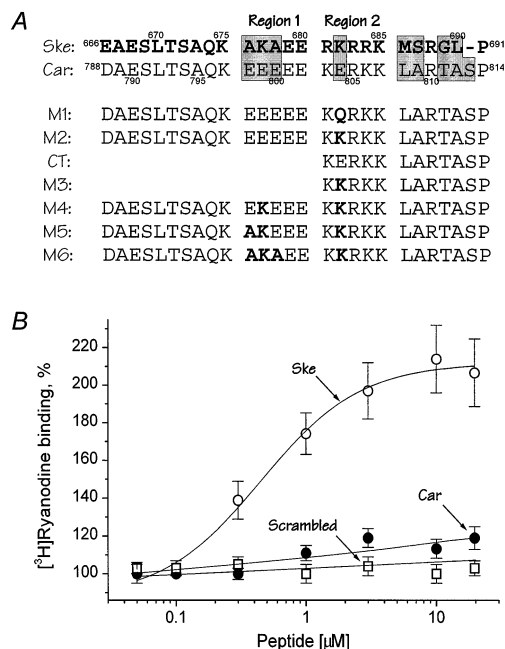 A
Region 1 Region 2
670 675 680 685 690
Ske: 666EAESLTSAQK AKAEE RKRRK MSRGL-P691
Car: 788DAESLTSAQK EEEEE KERKK LARTASP814
790 795 800 805 810
M1: DAESLTSAQK EEEEE KQRKK LARTASP
M2: DAESLTSAQK EEEEE KKRKK LARTASP
CT: KERKK LARTASP
M3: KKRKK LARTASP
M4: DAESLTSAQK EKEEE KKRKK LARTASP
M5: DAESLTSAQK AKEEE KKRKK LARTASP
M6: DAESLTSAQK AKAEE KKRKK LARTASP
B
[³H]Ryanodine binding, %
220
200
180
160
140
120
100
Ske
Car
Scrambled
0.1 1 10
Peptide [μM]